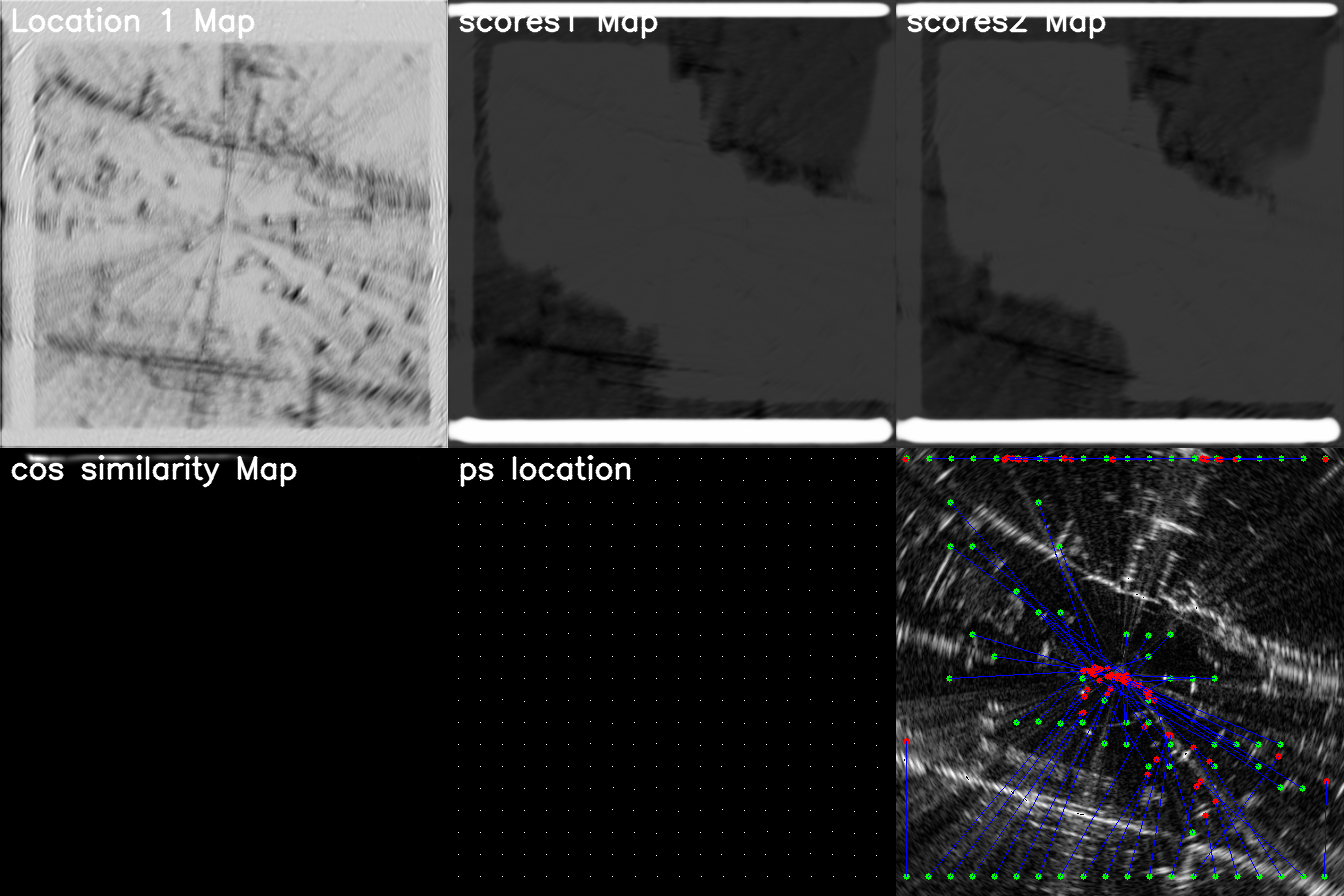 Location 1 Map
scores1 Map
scores2 Map
cos similarity Map
ps location